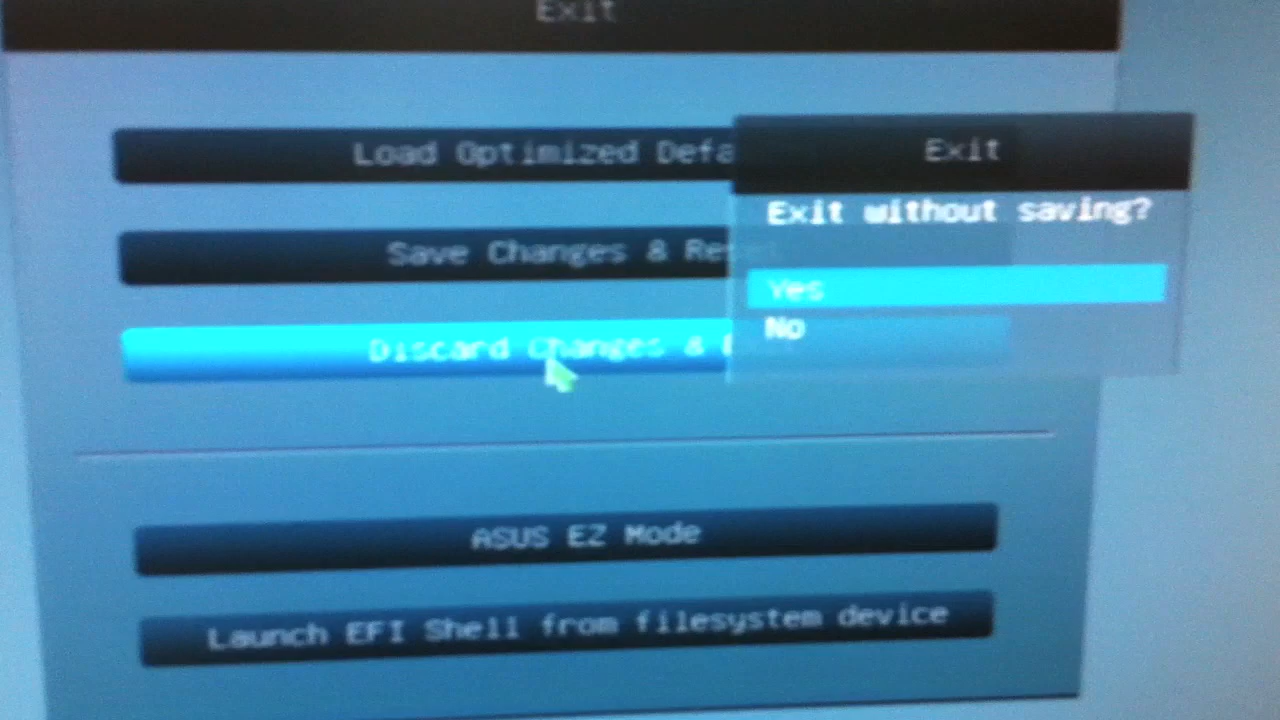 Exit
Load Optimized Defa
Save Changes & Reset
Discard Changes & E
Exit
Exit without saving?
Yes
No
ASUS EZ Mode
Launch EFI Shell from filesystem device